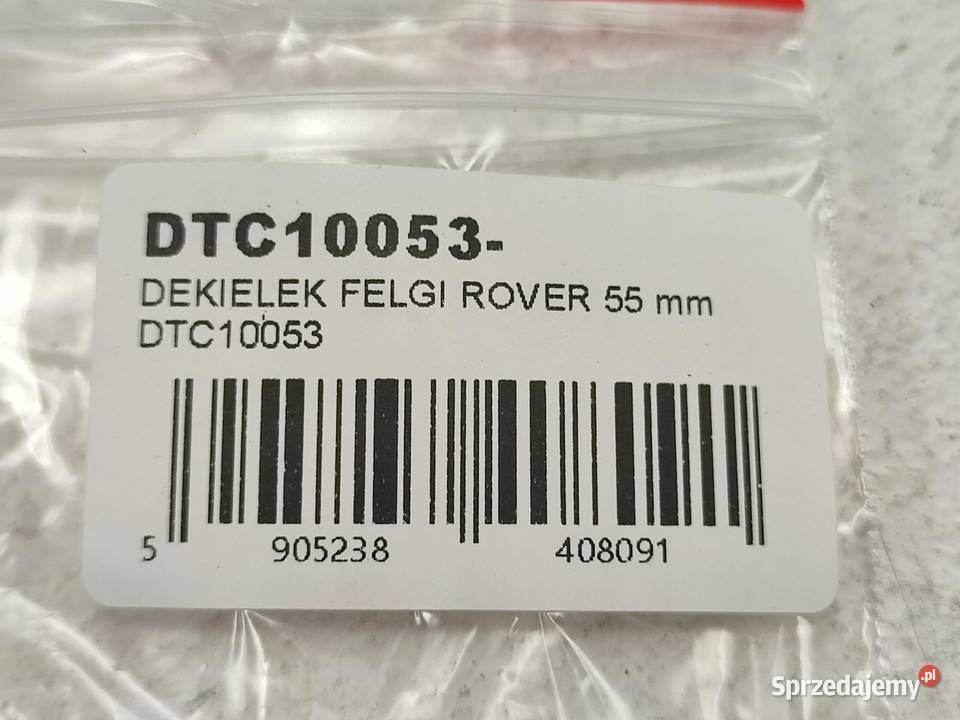 DTC10053-
DEKIELEK FELGI ROVER 55 mm
DTC10053
5 905238 408091
Sprzedajemy.pl